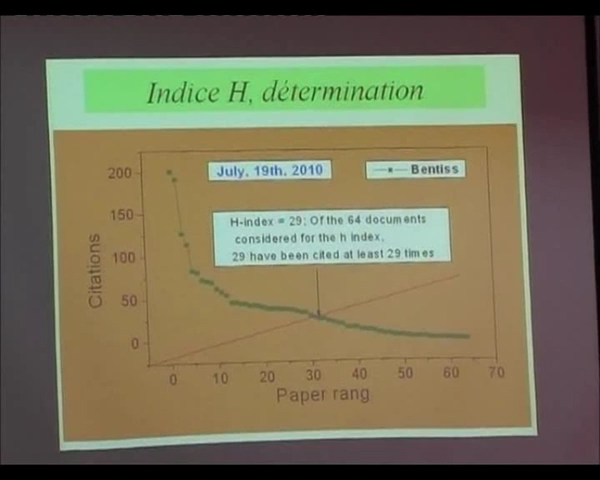 Indice H, détermination
July, 19th, 2010
Bentiss
H-index = 29; Of the 64 documents
considered for the h index,
29 have been cited at least 29 times
Citations
200
150
100
50
0
0 10 20 30 40 50 60 70
Paper rang